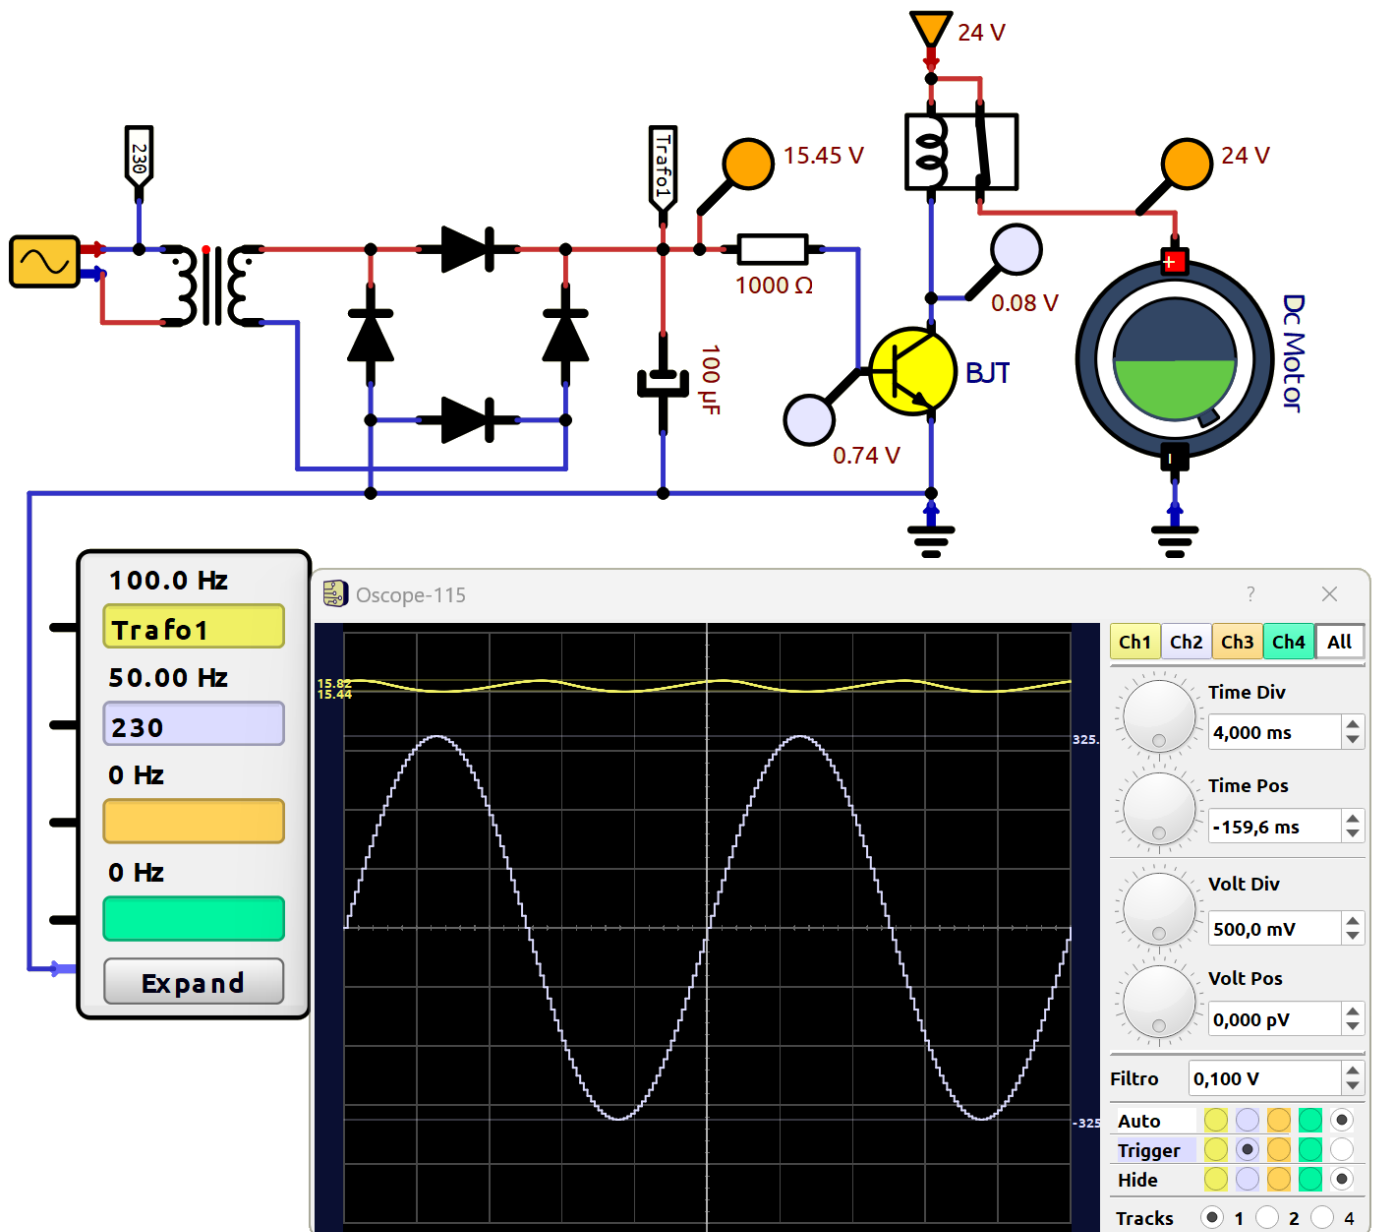 24 V
230
Trafo1
15.45 V
24 V
1000 Ω
0.08 V
100 µF
BJT
0.74 V
Dc Motor
100.0 Hz
Trafo1
50.00 Hz
230
0 Hz
0 Hz
Expand
Oscope-115
?
15.82
15.44
325.
-325
Ch1 Ch2 Ch3 Ch4 All
Time Div
4,000 ms
Time Pos
-159,6 ms
Volt Div
500,0 mV
Volt Pos
0,000 pV
Filtro 0,100 V
Auto
Trigger
Hide
Tracks 1 2 4